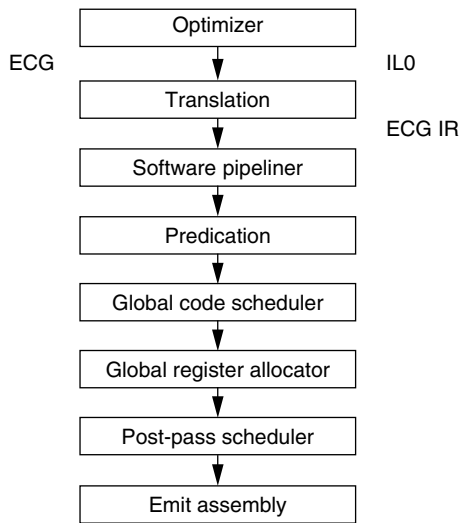 Optimizer
ECG
IL0
Translation
ECG IR
Software pipeliner
Predication
Global code scheduler
Global register allocator
Post-pass scheduler
Emit assembly